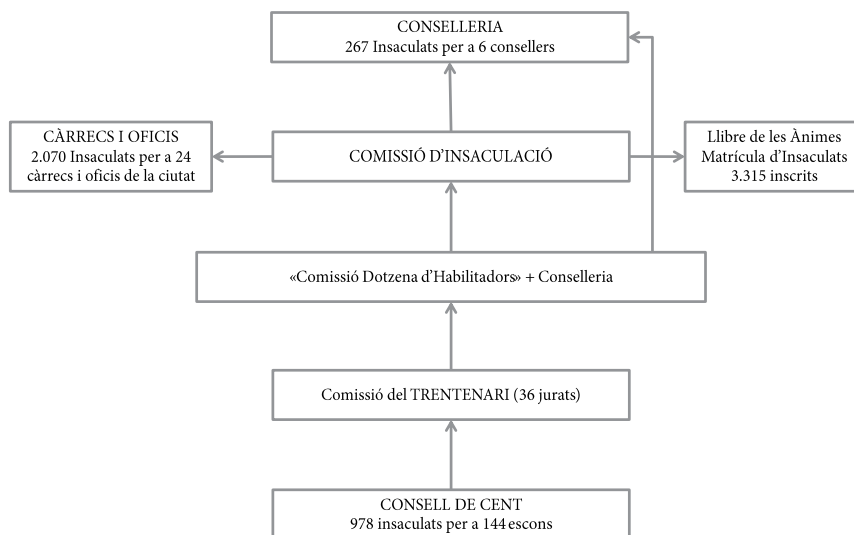 CONSELLERIA
267 Insaculats per a 6 consellers
CÀRRECS I OFICIS
2.070 Insaculats per a 24
càrrecs i oficis de la ciutat
COMISSIÓ D'INSACULACIÓ
Llibre de les Ànimes
Matrícula d'Insaculats
3.315 inscrits
«Comissió Dotzena d'Habilitadors» + Conselleria
Comissió del TRENTENARI (36 jurats)
CONSELL DE CENT
978 insaculats per a 144 escons